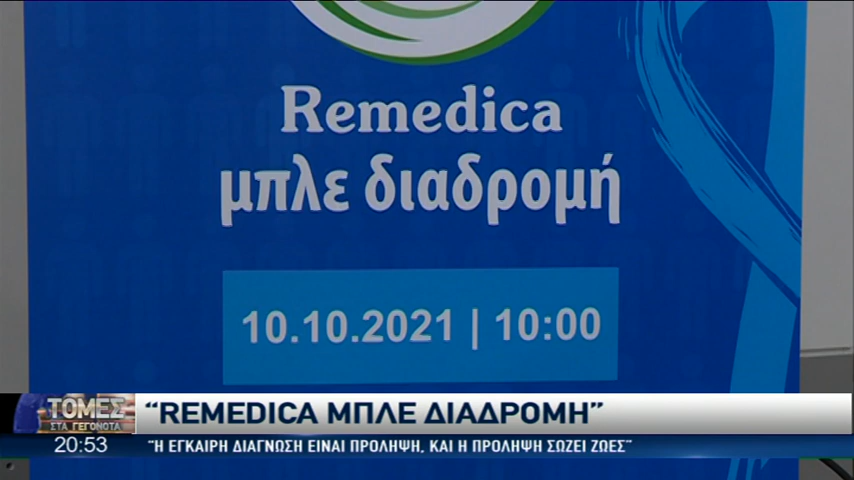 Remedica
μπλε διαδρομή
10.10.2021 | 10:00
ΤΟΜΕΣ
ΣΤΑ ΓΕΓΟΝΟΤΑ
“REMEDICA ΜΠΛΕ ΔΙΑΔΡΟΜΗ”
20:53
“Η ΕΓΚΑΙΡΗ ΔΙΑΓΝΩΣΗ ΕΙΝΑΙ ΠΡΟΛΗΨΗ, ΚΑΙ Η ΠΡΟΛΗΨΗ ΣΩΖΕΙ ΖΩΕΣ”